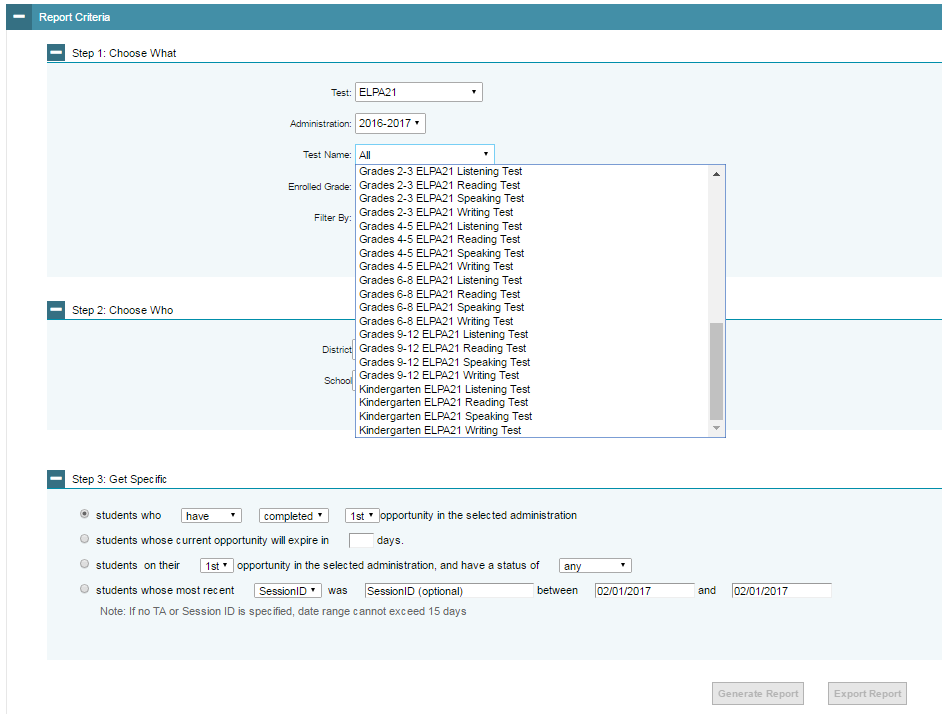 Report Criteria
Step 1: Choose What
Test: ELPA21
Administration: 2016-2017
Test Name: All
Enrolled Grade:
Filter By:
Grades 2-3 ELPA21 Listening Test
Grades 2-3 ELPA21 Reading Test
Grades 2-3 ELPA21 Speaking Test
Grades 2-3 ELPA21 Writing Test
Grades 4-5 ELPA21 Listening Test
Grades 4-5 ELPA21 Reading Test
Grades 4-5 ELPA21 Speaking Test
Grades 4-5 ELPA21 Writing Test
Grades 6-8 ELPA21 Listening Test
Grades 6-8 ELPA21 Reading Test
Grades 6-8 ELPA21 Speaking Test
Grades 6-8 ELPA21 Writing Test
Grades 9-12 ELPA21 Listening Test
Grades 9-12 ELPA21 Reading Test
Grades 9-12 ELPA21 Speaking Test
Grades 9-12 ELPA21 Writing Test
Kindergarten ELPA21 Listening Test
Kindergarten ELPA21 Reading Test
Kindergarten ELPA21 Speaking Test
Kindergarten ELPA21 Writing Test
Step 2: Choose Who
District
School
Step 3: Get Specific
students who have completed 1st opportunity in the selected administration
students whose current opportunity will expire in days.
students on their 1st opportunity in the selected administration, and have a status of any
students whose most recent SessionID was SessionID (optional) between 02/01/2017 and 02/01/2017
Note: If no TA or Session ID is specified, date range cannot exceed 15 days
Generate Report Export Report